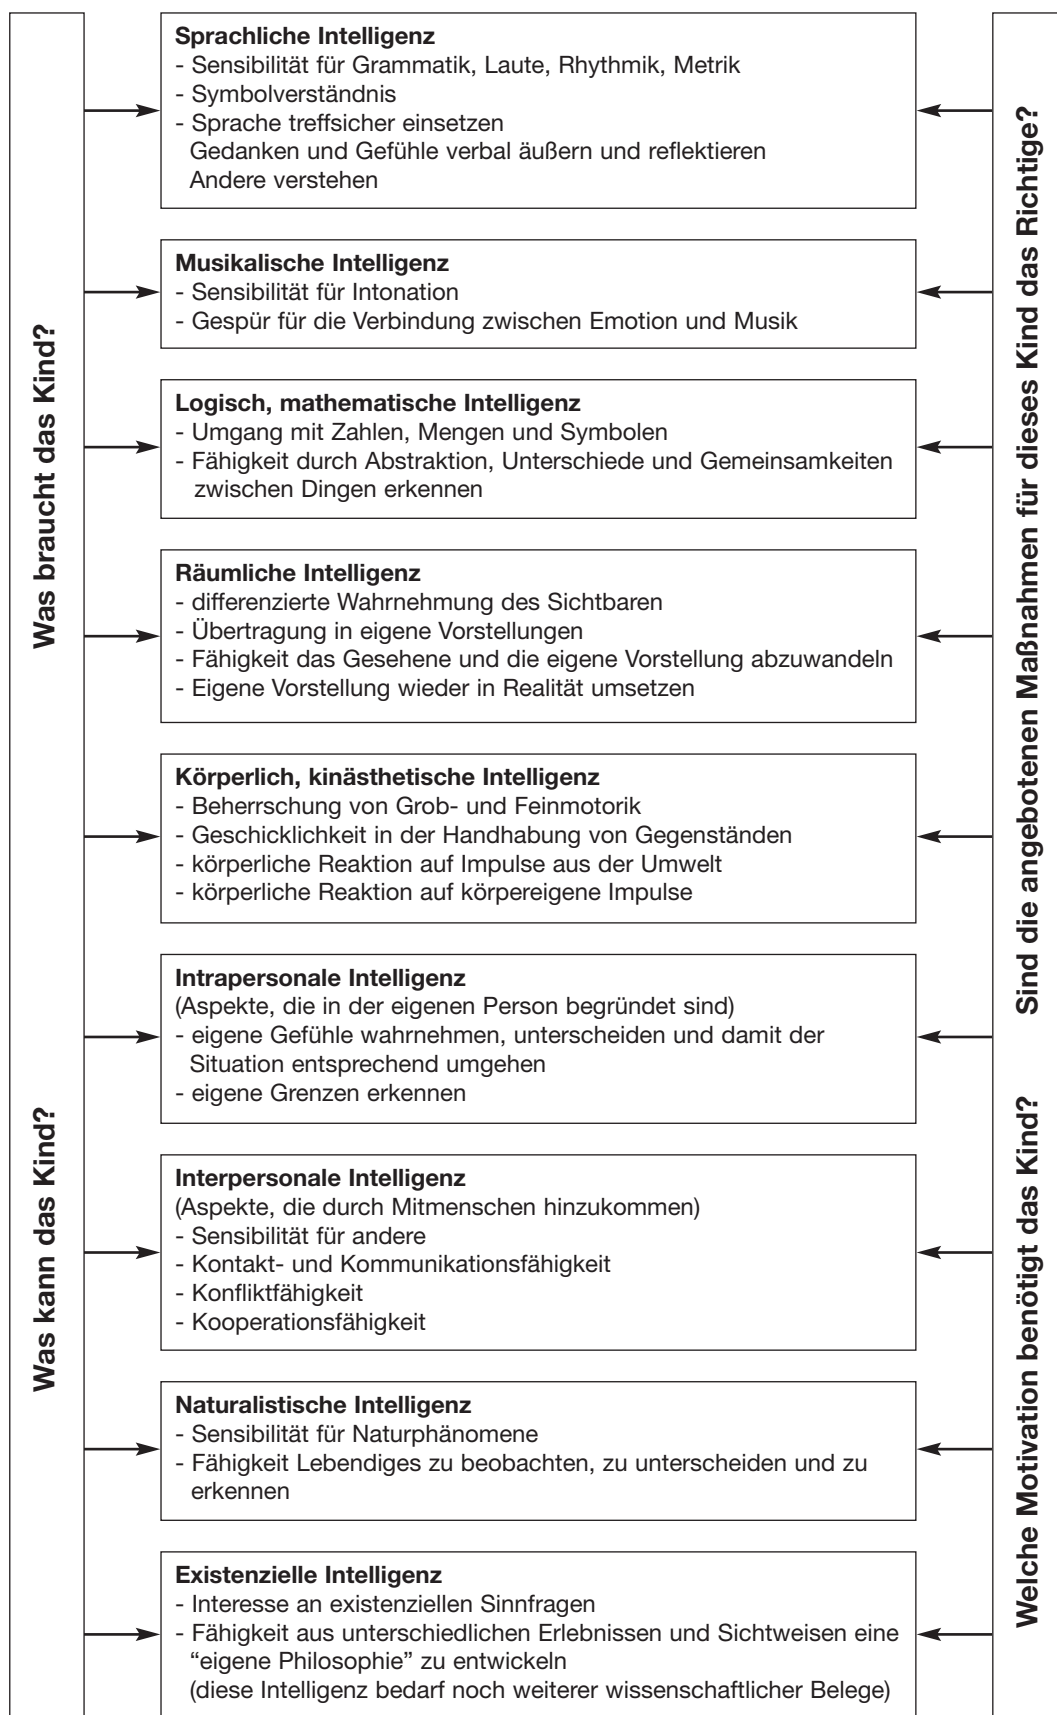 Was braucht das Kind?
Was kann das Kind?
Sprachliche Intelligenz
- Sensibilität für Grammatik, Laute, Rhythmik, Metrik
- Symbolverständnis
- Sprache treffsicher einsetzen
Gedanken und Gefühle verbal äußern und reflektieren
Andere verstehen
Musikalische Intelligenz
- Sensibilität für Intonation
- Gespür für die Verbindung zwischen Emotion und Musik
Logisch, mathematische Intelligenz
- Umgang mit Zahlen, Mengen und Symbolen
- Fähigkeit durch Abstraktion, Unterschiede und Gemeinsamkeiten
zwischen Dingen erkennen
Räumliche Intelligenz
- differenzierte Wahrnehmung des Sichtbaren
- Übertragung in eigene Vorstellungen
- Fähigkeit das Gesehene und die eigene Vorstellung abzuwandeln
- Eigene Vorstellung wieder in Realität umsetzen
Körperlich, kinästhetische Intelligenz
- Beherrschung von Grob- und Feinmotorik
- Geschicklichkeit in der Handhabung von Gegenständen
- körperliche Reaktion auf Impulse aus der Umwelt
- körperliche Reaktion auf körpereigene Impulse
Intrapersonale Intelligenz
(Aspekte, die in der eigenen Person begründet sind)
- eigene Gefühle wahrnehmen, unterscheiden und damit der
Situation entsprechend umgehen
- eigene Grenzen erkennen
Interpersonale Intelligenz
(Aspekte, die durch Mitmenschen hinzukommen)
- Sensibilität für andere
- Kontakt- und Kommunikationsfähigkeit
- Konfliktfähigkeit
- Kooperationsfähigkeit
Naturalistische Intelligenz
- Sensibilität für Naturphänomene
- Fähigkeit Lebendiges zu beobachten, zu unterscheiden und zu
erkennen
Existenzielle Intelligenz
- Interesse an existenziellen Sinnfragen
- Fähigkeit aus unterschiedlichen Erlebnissen und Sichtweisen eine
“eigene Philosophie” zu entwickeln
(diese Intelligenz bedarf noch weiterer wissenschaftlicher Belege)
Sind die angebotenen Maßnahmen für dieses Kind das Richtige?
Welche Motivation benötigt das Kind?